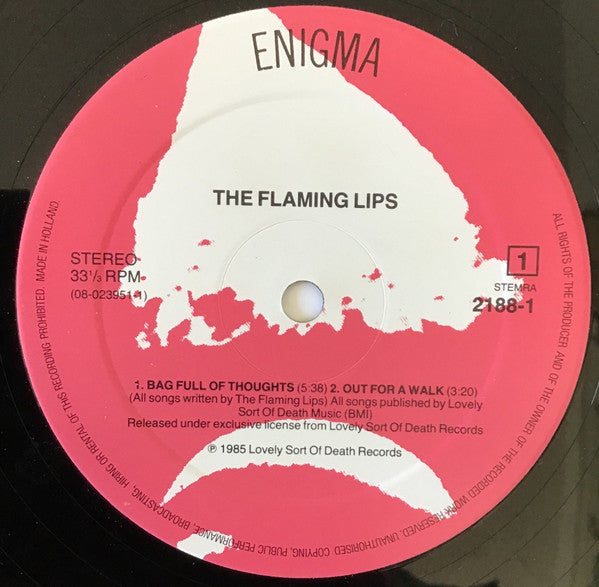 ENIGMA
THE FLAMING LIPS
STEREO
33 1/3 RPM
(08-023951-1)
1
STEMRA
2188-1
1. BAG FULL OF THOUGHTS (5:38) 2. OUT FOR A WALK (3:20)
(All songs written by The Flaming Lips) All songs published by Lovely
Sort Of Death Music (BMI)
Released under exclusive license from Lovely Sort Of Death Records
℗ 1985 Lovely Sort Of Death Records
ALL RIGHTS OF THE PRODUCER AND OF THE OWNER OF THE RECORDED WORK RESERVED. UNAUTHORISED COPYING, PUBLIC PERFORMANCE, BROADCASTING, HIRING OR RENTAL OF THIS RECORDING PROHIBITED. MADE IN HOLLAND.